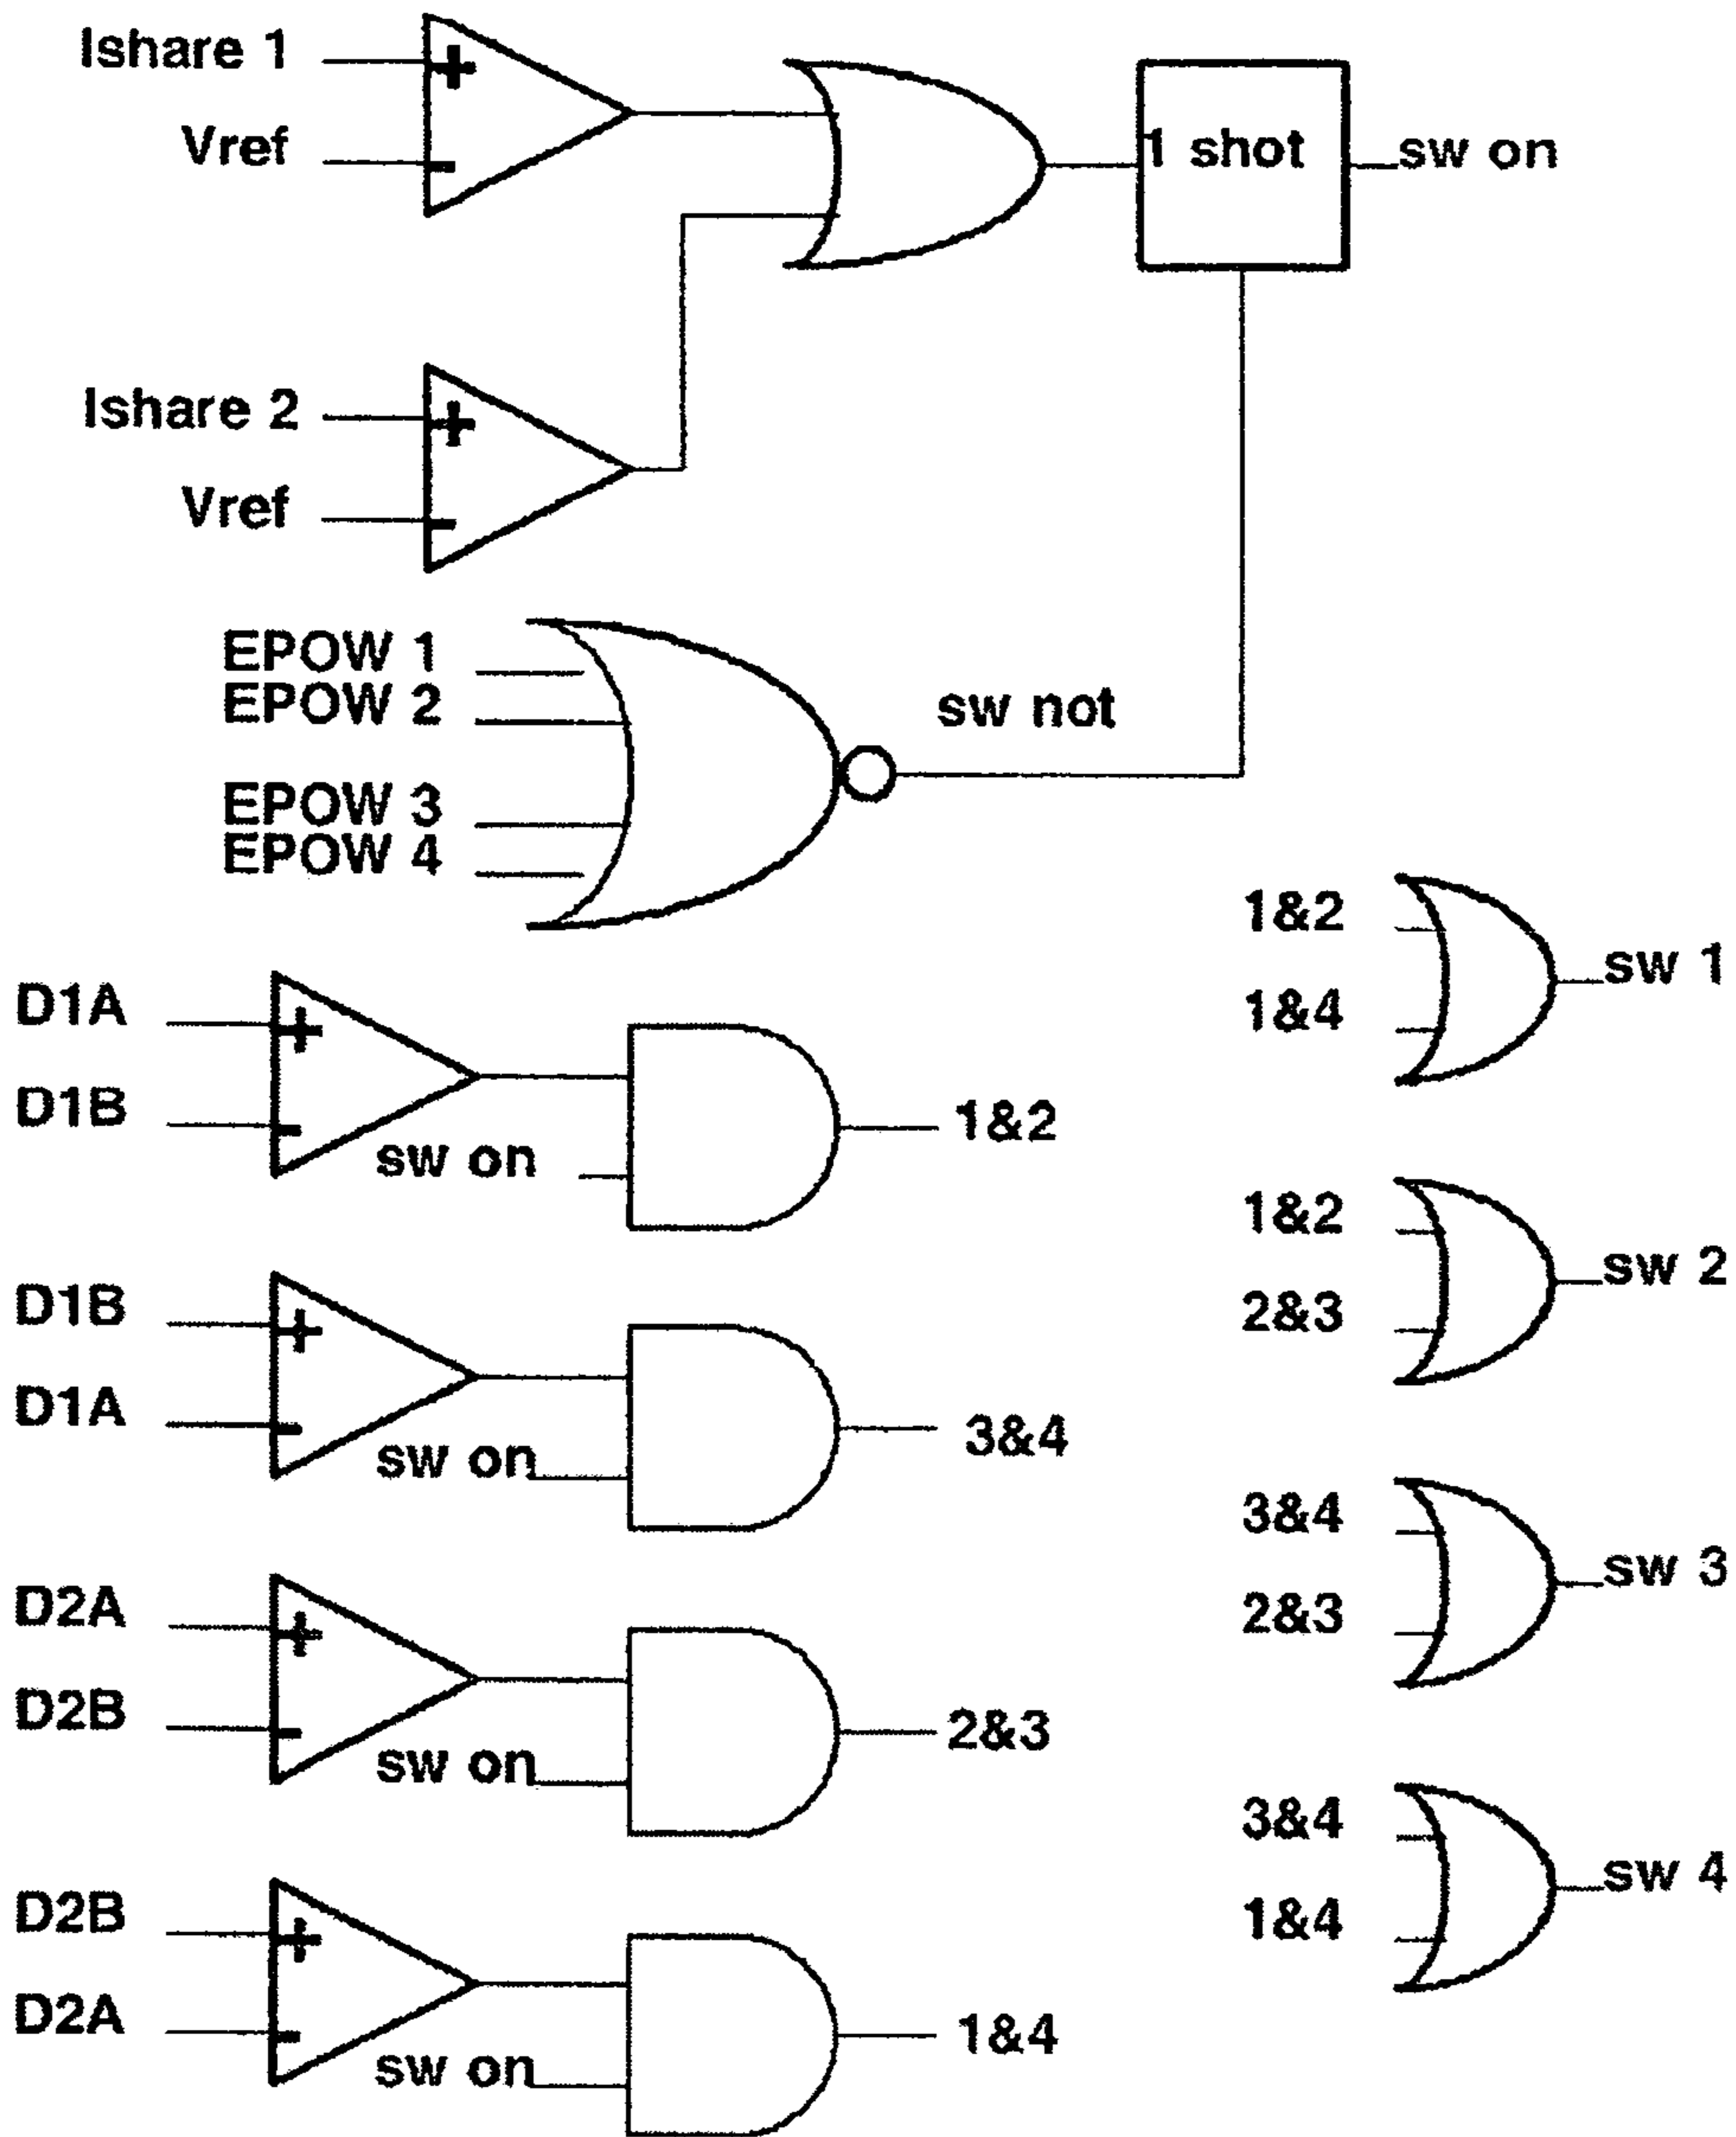 Ishare 1
+
Vref
-
1 shot
sw on
Ishare 2
+
Vref
-
EPOW 1
EPOW 2
EPOW 3
EPOW 4
sw not
D1A
+
D1B
-
sw on
1&2
D1B
+
D1A
-
sw on
3&4
D2A
+
D2B
-
sw on
2&3
D2B
+
D2A
-
sw on
1&4
1&2
1&4
sw 1
1&2
2&3
sw 2
3&4
2&3
sw 3
3&4
1&4
sw 4